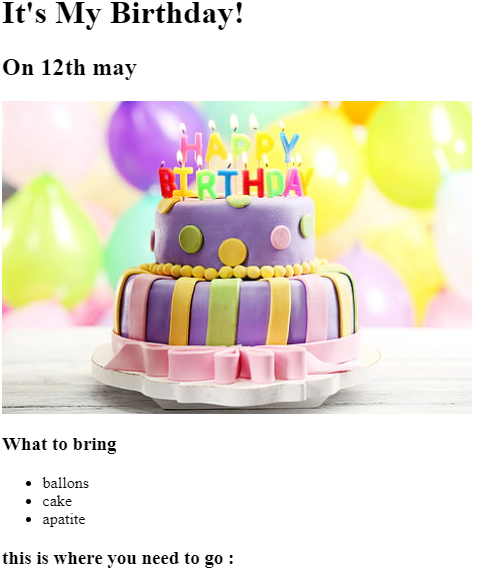 It's My Birthday!
On 12th may
HAPPY
BIRTHDAY
What to bring
ballons
cake
apatite
this is where you need to go :